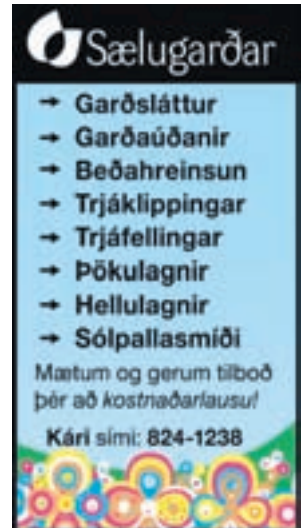 Sælugarðar
→ Garðsláttur
→ Garðaúðanir
→ Beðahreinsun
→ Trjáklippingar
→ Trjáfellingar
→ Þökulagnir
→ Hellulagnir
→ Sólpallasmíði
Mætum og gerum tilboð
þér að kostnaðarlausu!
Kári sími: 824-1238